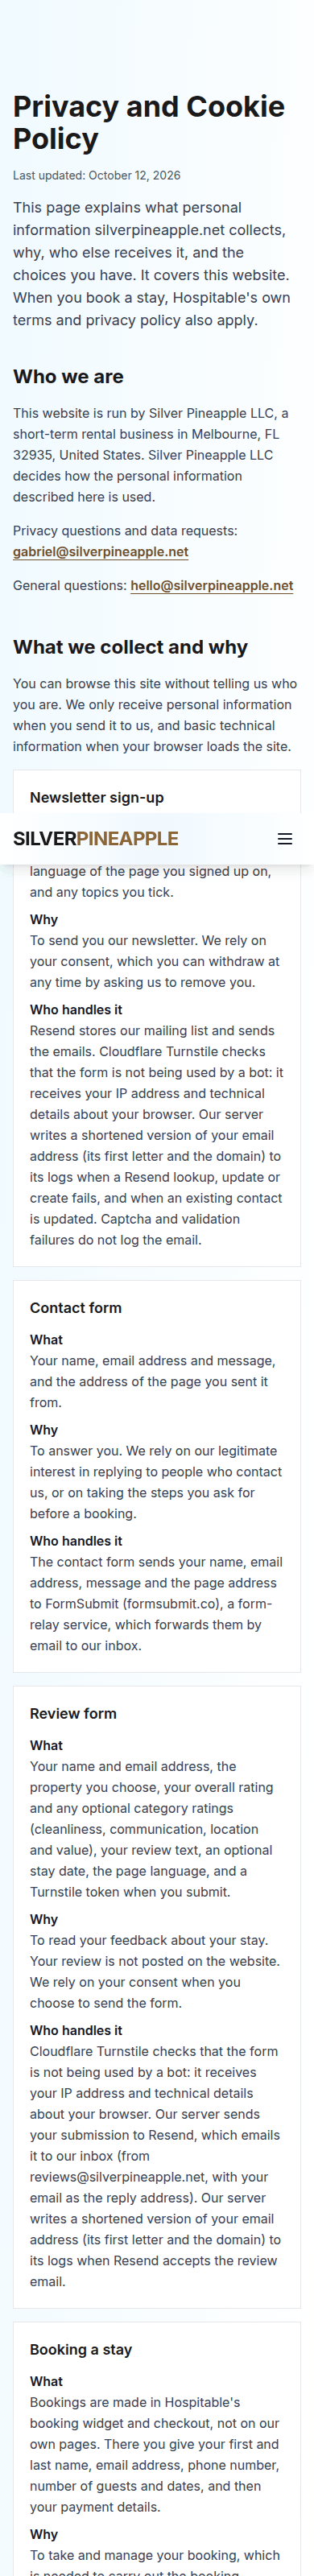 Privacy and Cookie
Policy
Last updated: October 12, 2026
This page explains what personal
information silverpineapple.net collects,
why, who else receives it, and the
choices you have. It covers this website.
When you book a stay, Hospitable's own
terms and privacy policy also apply.
Who we are
This website is run by Silver Pineapple LLC, a
short-term rental business in Melbourne, FL
32935, United States. Silver Pineapple LLC
decides how the personal information
described here is used.
Privacy questions and data requests:
gabriel@silverpineapple.net
General questions: hello@silverpineapple.net
What we collect and why
You can browse this site without telling us who
you are. We only receive personal information
when you send it to us, and basic technical
information when your browser loads the site.
Newsletter sign-up
SILVERPINEAPPLE
language of the page you signed up on,
and any topics you tick.
Why
To send you our newsletter. We rely on
your consent, which you can withdraw at
any time by asking us to remove you.
Who handles it
Resend stores our mailing list and sends
the emails. Cloudflare Turnstile checks
that the form is not being used by a bot: it
receives your IP address and technical
details about your browser. Our server
writes a shortened version of your email
address (its first letter and the domain) to
its logs when a Resend lookup, update or
create fails, and when an existing contact
is updated. Captcha and validation
failures do not log the email.
Contact form
What
Your name, email address and message,
and the address of the page you sent it
from.
Why
To answer you. We rely on our legitimate
interest in replying to people who contact
us, or on taking the steps you ask for
before a booking.
Who handles it
The contact form sends your name, email
address, message and the page address
to FormSubmit (formsubmit.co), a form-
relay service, which forwards them by
email to our inbox.
Review form
What
Your name and email address, the
property you choose, your overall rating
and any optional category ratings
(cleanliness, communication, location
and value), your review text, an optional
stay date, the page language, and a
Turnstile token when you submit.
Why
To read your feedback about your stay.
Your review is not posted on the website.
We rely on your consent when you
choose to send the form.
Who handles it
Cloudflare Turnstile checks that the form
is not being used by a bot: it receives
your IP address and technical details
about your browser. Our server sends
your submission to Resend, which emails
it to our inbox (from
reviews@silverpineapple.net, with your
email as the reply address). Our server
writes a shortened version of your email
address (its first letter and the domain) to
its logs when Resend accepts the review
email.
Booking a stay
What
Bookings are made in Hospitable's
booking widget and checkout, not on our
own pages. There you give your first and
last name, email address, phone number,
number of guests and dates, and then
your payment details.
Why
To take and manage your booking, which
is needed to carry out the booking